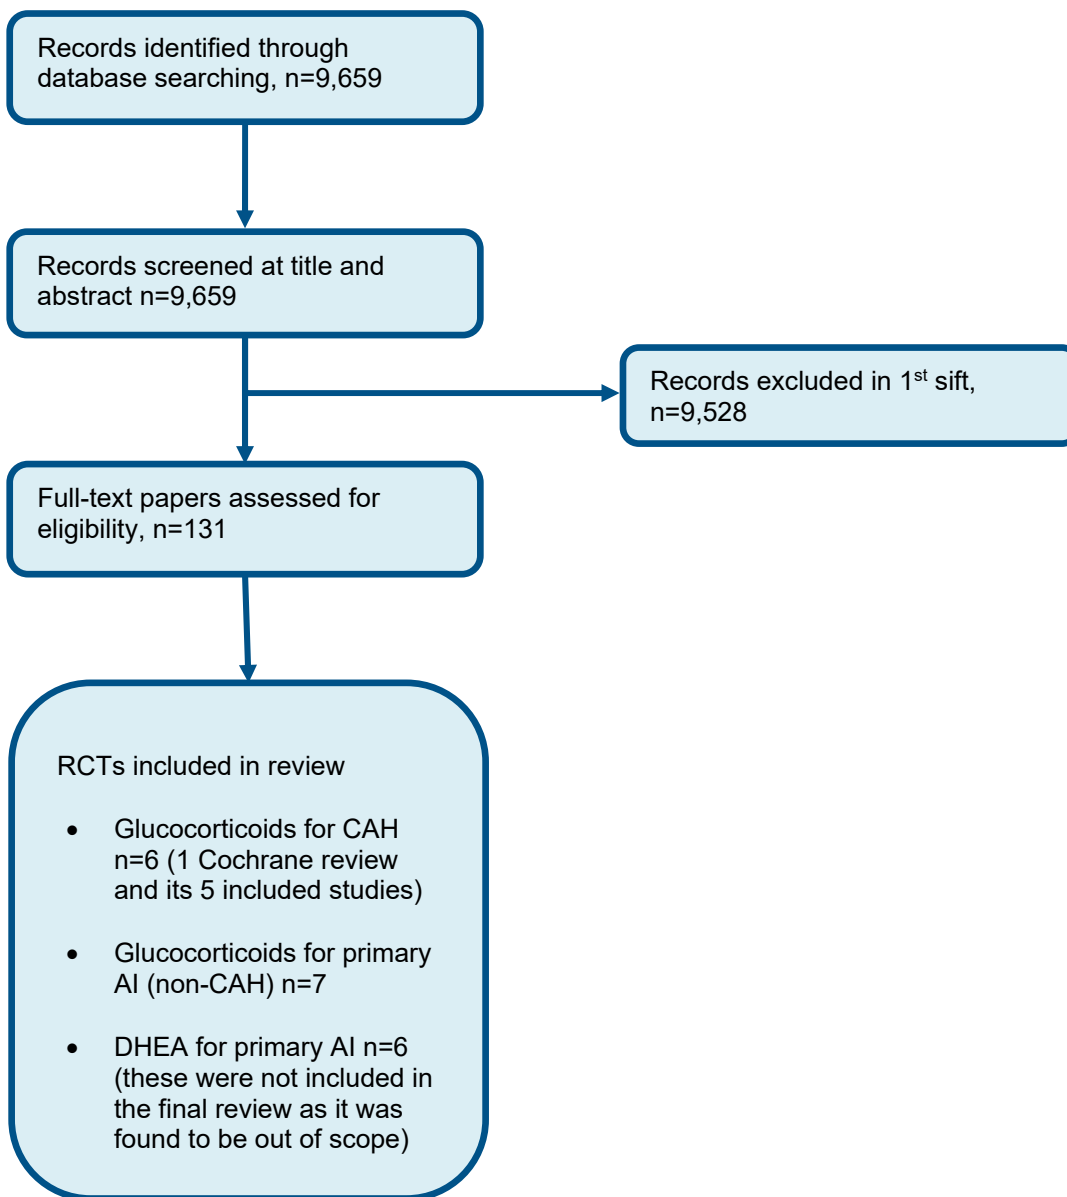 Records identified through
database searching, n=9,659
Records screened at title and
abstract n=9,659
Records excluded in 1st sift,
n=9,528
Full-text papers assessed for
eligibility, n=131
RCTs included in review
• Glucocorticoids for CAH
n=6 (1 Cochrane review
and its 5 included studies)
• Glucocorticoids for primary
AI (non-CAH) n=7
• DHEA for primary AI n=6
(these were not included in
the final review as it was
found to be out of scope)